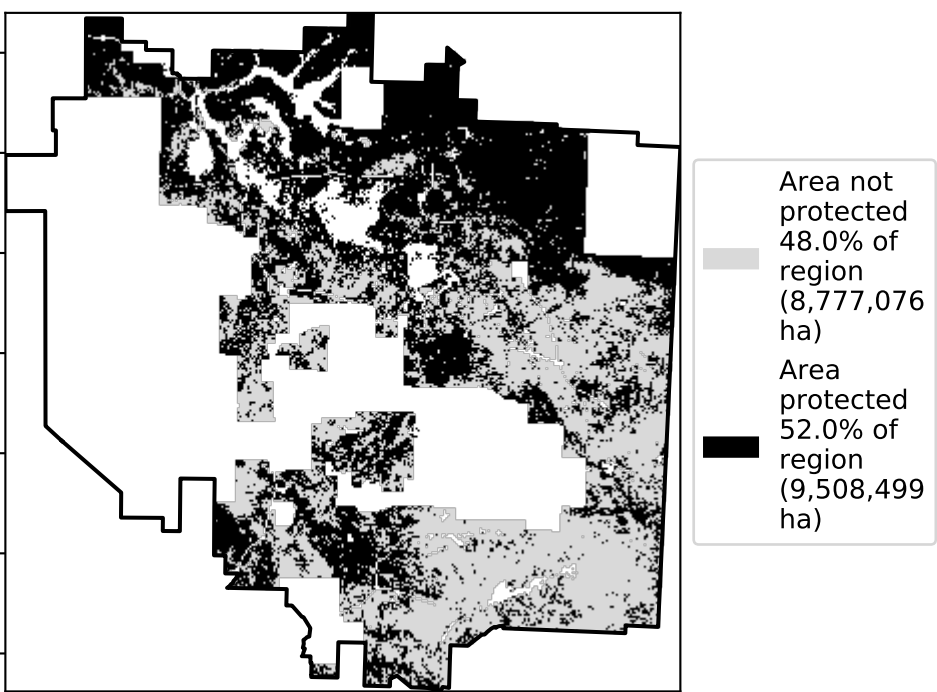 Area not
protected
48.0% of
region
(8,777,076
ha)
Area
protected
52.0% of
region
(9,508,499
ha)